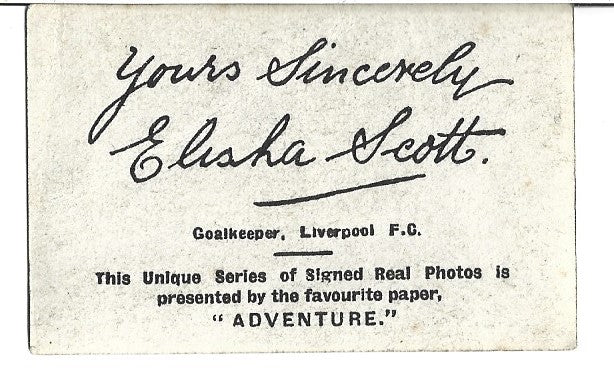 Yours Sincerely
Elisha Scott.
Goalkeeper, Liverpool F.C.
This Unique Series of Signed Real Photos is
presented by the favourite paper,
“ ADVENTURE.”